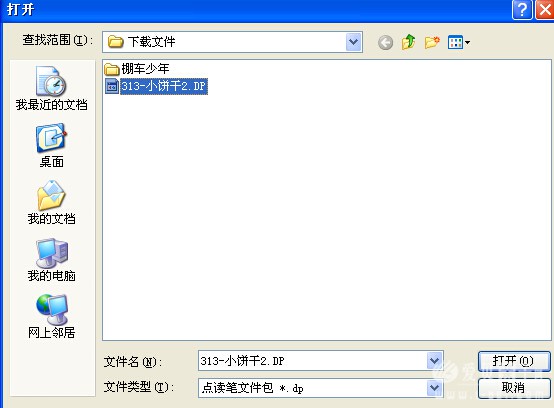 打开
查找范围(I):
下载文件
棚车少年
313-小饼干2.DP
我最近的文档
桌面
我的文档
我的电脑
网上邻居
文件名(N):
313-小饼干2.DP
打开(O)
文件类型(T):
点读笔文件包 *.dp
取消